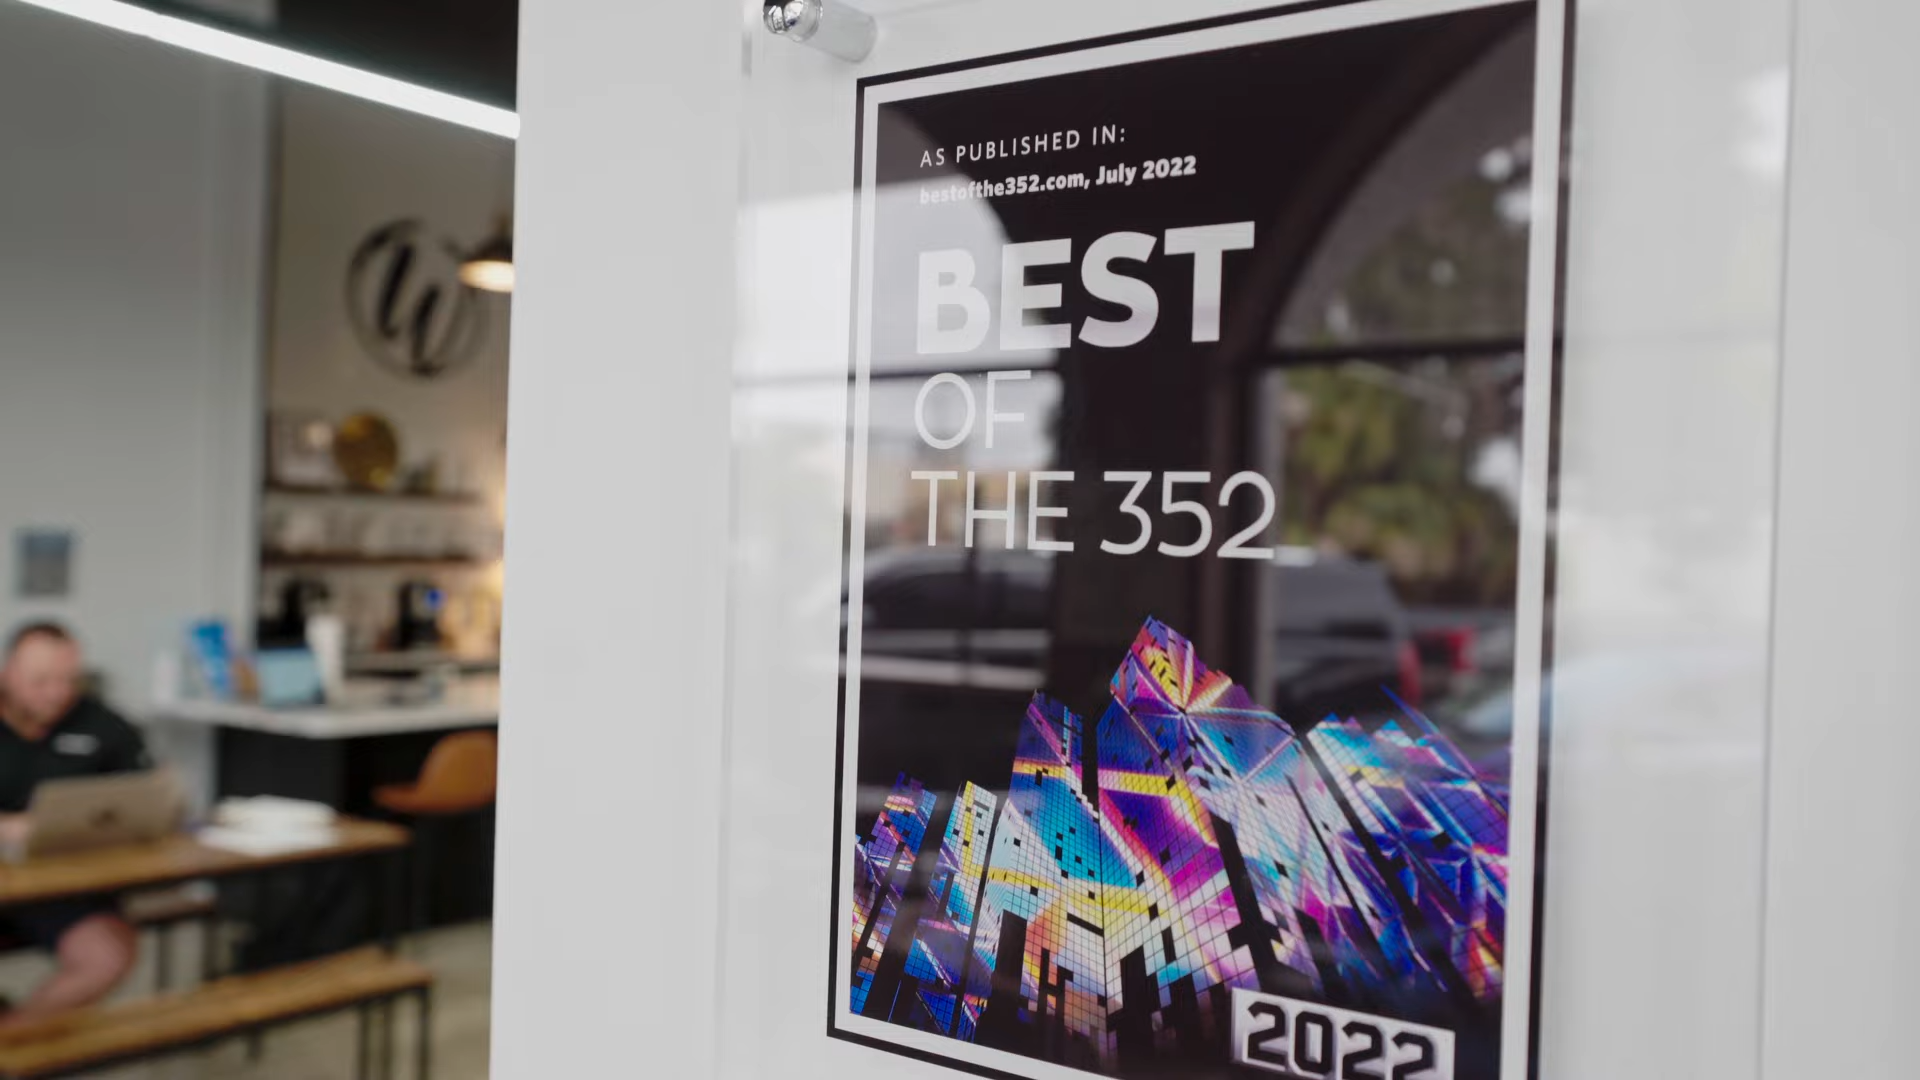 AS PUBLISHED IN:
bestofthe352.com, July 2022
BEST
OF
THE 352
2022
W